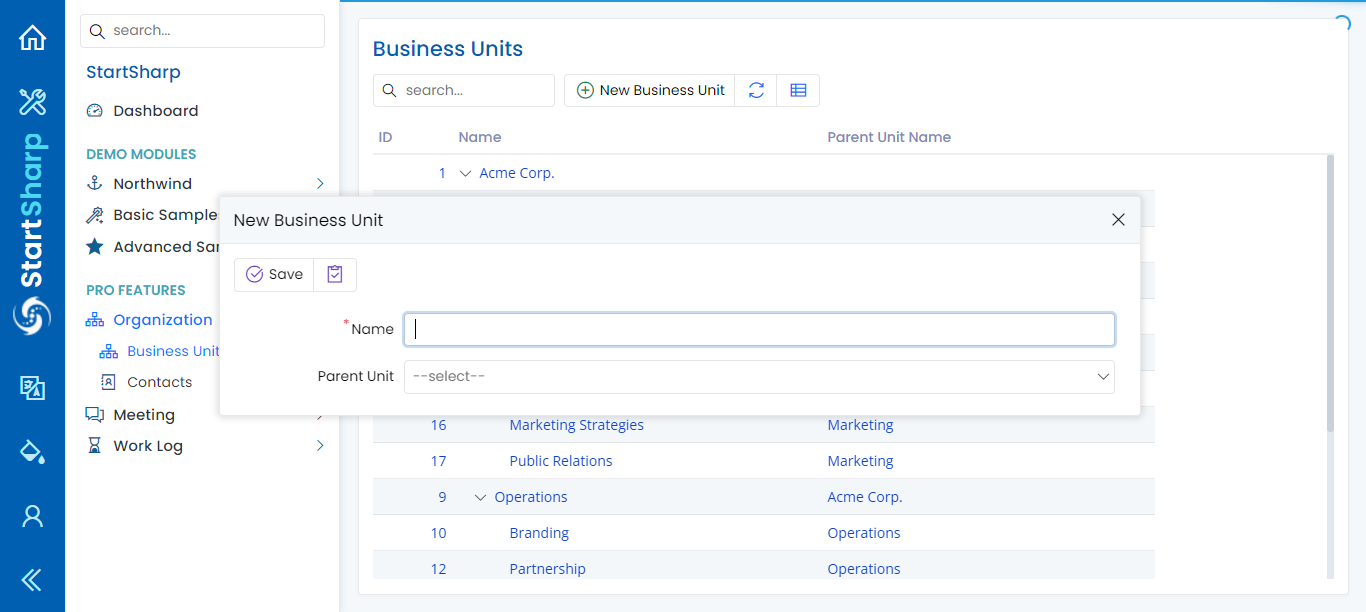 StartSharp
search...
StartSharp
Dashboard
DEMO MODULES
Northwind
Basic Sample
Advanced Sa
PRO FEATURES
Organization
Business Unit
Contacts
Meeting
Work Log
Business Units
search...
New Business Unit
ID Name Parent Unit Name
1 Acme Corp.
New Business Unit
Save
* Name
Parent Unit --select--
16 Marketing Strategies Marketing
17 Public Relations Marketing
9 Operations Acme Corp.
10 Branding Operations
12 Partnership Operations